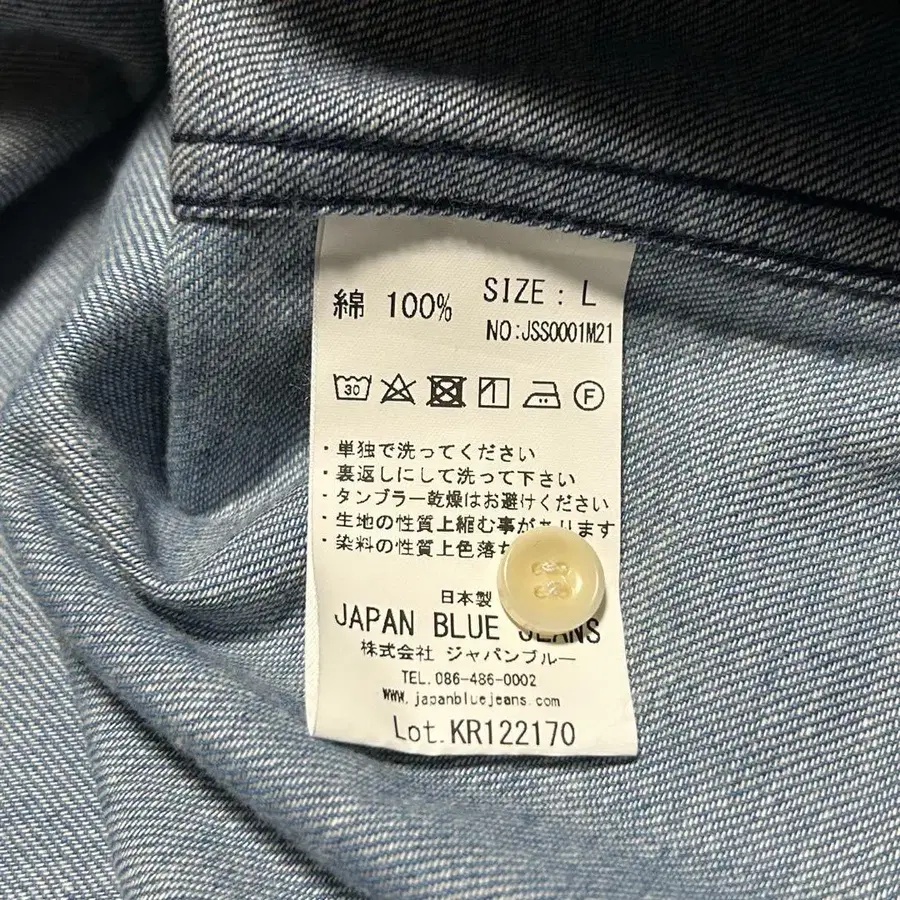 綿 100%
SIZE : L
NO:JSS0001M21
30
F
・単独で洗ってください
・裏返しにして洗って下さい
・タンブラー乾燥はお避けください
・生地の性質上縮む事があります
・染料の性質上色落
日本製
JAPAN BLUE JEANS
株式会社 ジャパンブルー
TEL.086-486-0002
www.japanbluejeans.com
Lot.KR122170